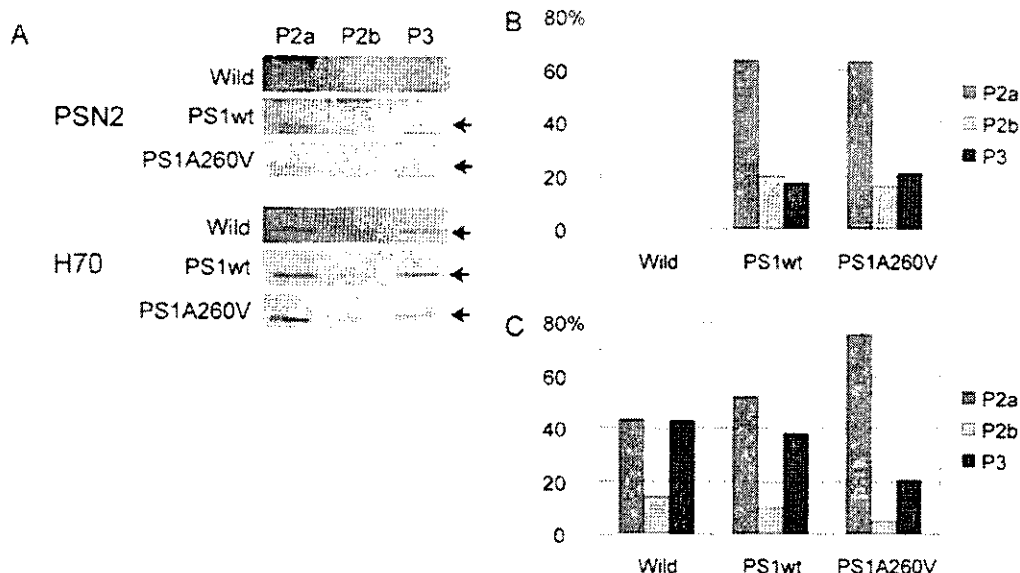 A
P2a P2b P3
Wild
PSN2
PS1wt
PS1A260V
Wild
H70
PS1wt
PS1A260V
B
80%
60
40
20
0
Wild PS1wt PS1A260V
P2a
P2b
P3
C
80%
60
40
20
0
Wild PS1wt PS1A260V
P2a
P2b
P3